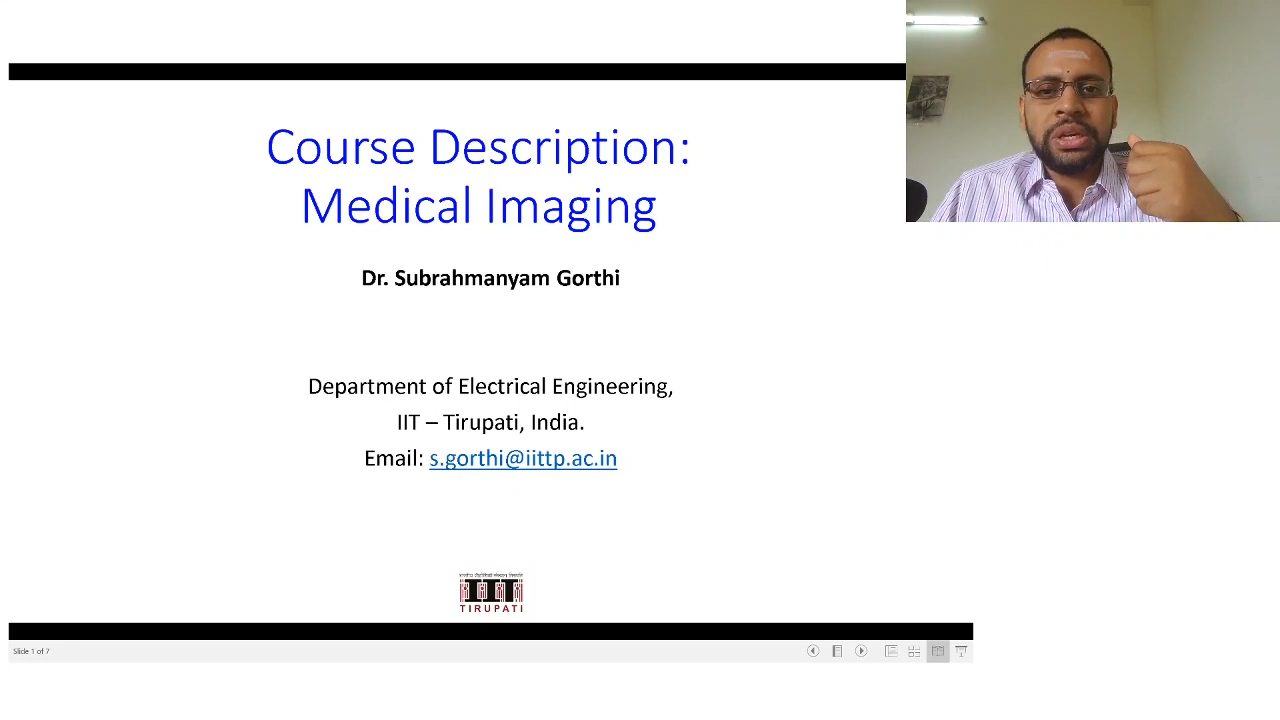 Course Description:
Medical Imaging
Dr. Subrahmanyam Gorthi
Department of Electrical Engineering,
IIT – Tirupati, India.
Email: s.gorthi@iittp.ac.in
IIT
TIRUPATI
Slide 1 of 7